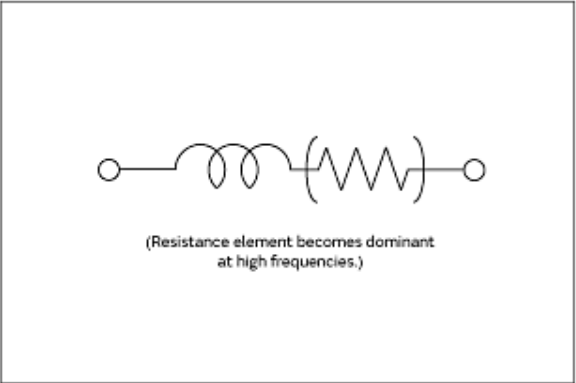 (Resistance element becomes dominant
at high frequencies.)